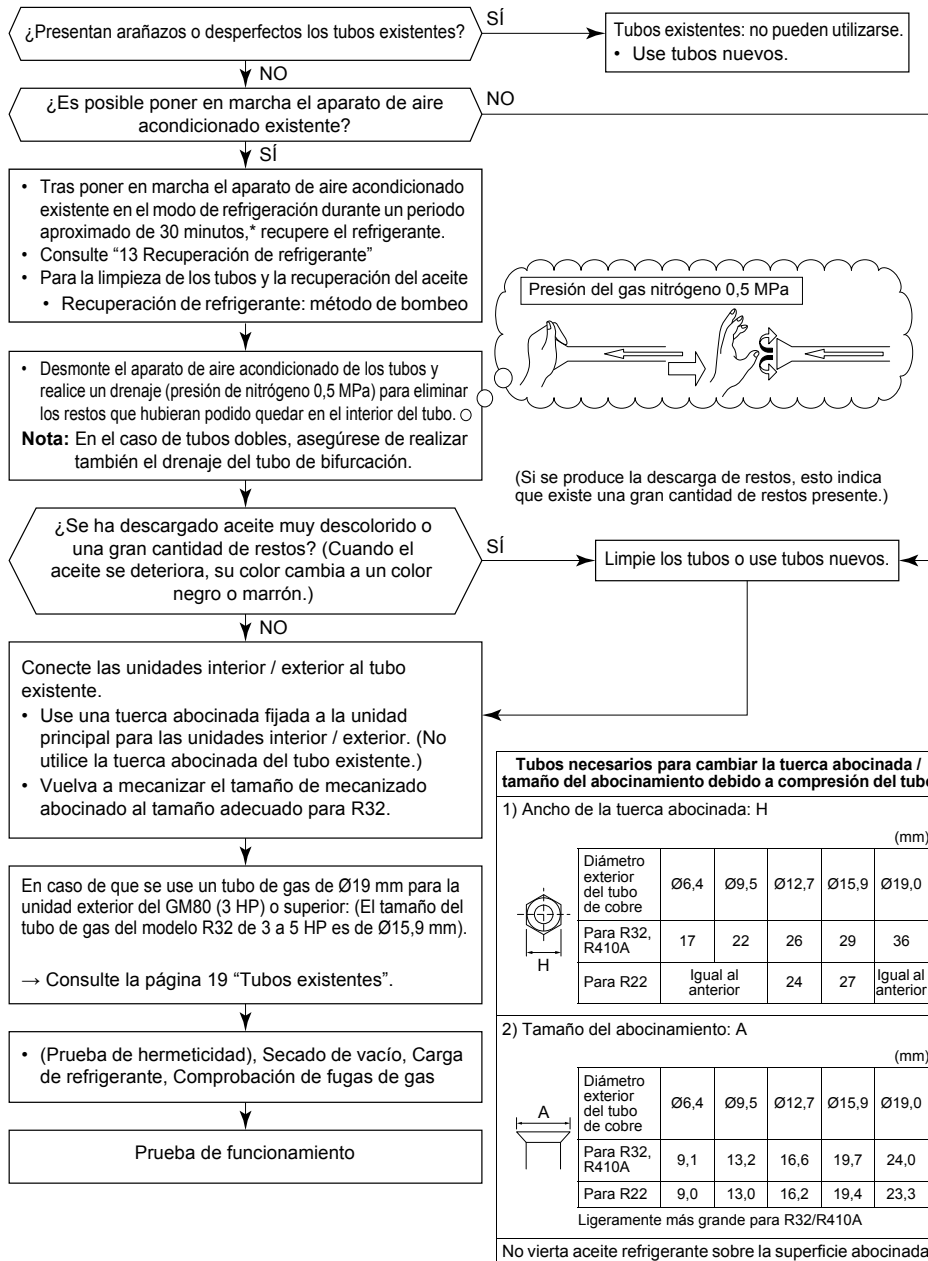 ¿Presentan arañazos o desperfectos los tubos existentes?
SÍ
Tubos existentes: no pueden utilizarse.
• Use tubos nuevos.
NO
¿Es posible poner en marcha el aparato de aire
acondicionado existente?
NO
SÍ
• Tras poner en marcha el aparato de aire acondicionado
existente en el modo de refrigeración durante un periodo
aproximado de 30 minutos,* recupere el refrigerante.
• Consulte “13 Recuperación de refrigerante”
• Para la limpieza de los tubos y la recuperación del aceite
• Recuperación de refrigerante: método de bombeo
Presión del gas nitrógeno 0,5 MPa
• Desmonte el aparato de aire acondicionado de los tubos y
realice un drenaje (presión de nitrógeno 0,5 MPa) para eliminar
los restos que hubieran podido quedar en el interior del tubo.
Nota: En el caso de tubos dobles, asegúrese de realizar
también el drenaje del tubo de bifurcación.
(Si se produce la descarga de restos, esto indica
que existe una gran cantidad de restos presente.)
¿Se ha descargado aceite muy descolorido o
una gran cantidad de restos? (Cuando el
aceite se deteriora, su color cambia a un color
negro o marrón.)
SÍ
Limpie los tubos o use tubos nuevos.
NO
Conecte las unidades interior / exterior al tubo
existente.
• Use una tuerca abocinada fijada a la unidad
principal para las unidades interior / exterior. (No
utilice la tuerca abocinada del tubo existente.)
• Vuelva a mecanizar el tamaño de mecanizado
abocinado al tamaño adecuado para R32.
En caso de que se use un tubo de gas de Ø19 mm para la
unidad exterior del GM80 (3 HP) o superior: (El tamaño del
tubo de gas del modelo R32 de 3 a 5 HP es de Ø15,9 mm).
→ Consulte la página 19 “Tubos existentes”.
• (Prueba de hermeticidad), Secado de vacío, Carga
de refrigerante, Comprobación de fugas de gas
Prueba de funcionamiento
Tubos necesarios para cambiar la tuerca abocinada /
tamaño del abocinamiento debido a compresión del tubo
1) Ancho de la tuerca abocinada: H
(mm)
H
Diámetro exterior del tubo de cobre Ø6,4 Ø9,5 Ø12,7 Ø15,9 Ø19,0
Para R32, R410A 17 22 26 29 36
Para R22 Igual al anterior 24 27 Igual al anterior
2) Tamaño del abocinamiento: A
(mm)
A
Diámetro exterior del tubo de cobre Ø6,4 Ø9,5 Ø12,7 Ø15,9 Ø19,0
Para R32, R410A 9,1 13,2 16,6 19,7 24,0
Para R22 9,0 13,0 16,2 19,4 23,3
Ligeramente más grande para R32/R410A
No vierta aceite refrigerante sobre la superficie abocinada